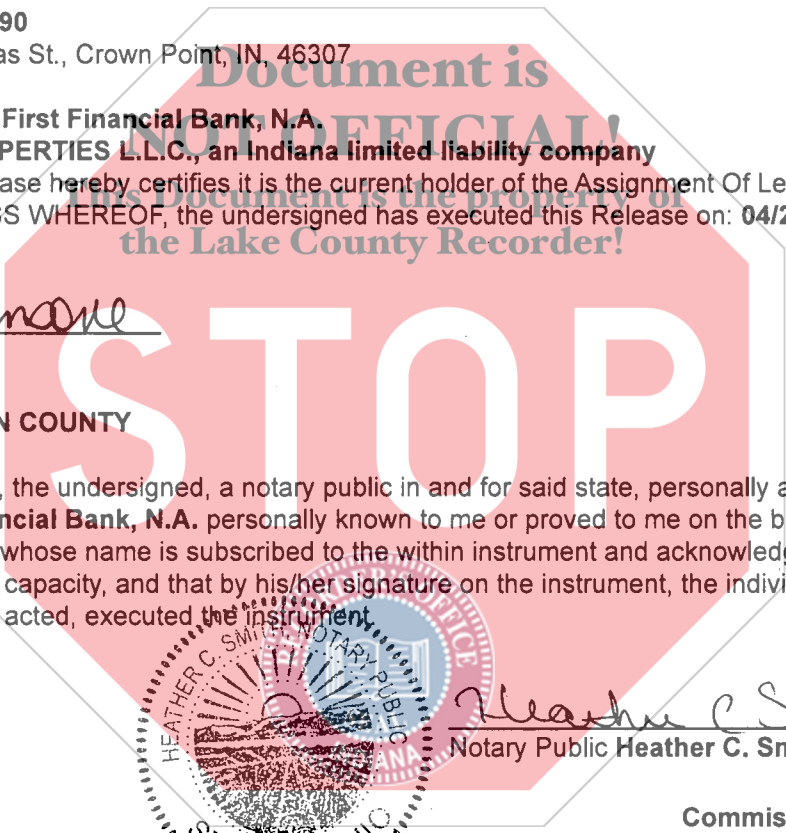 90
as St., Crown Point, IN, 46307
Document is
First Financial Bank, N.A.
NOT OFFICIAL!
PERTIES L.L.C., an Indiana limited liability company
ase hereby certifies it is the current holder of the Assignment Of Le
This Document is the property of
SS WHEREOF, the undersigned has executed this Release on: 04/2
the Lake County Recorder!
STOP
N COUNTY
, the undersigned, a notary public in and for said state, personally a
ncial Bank, N.A. personally known to me or proved to me on the b
whose name is subscribed to the within instrument and acknowledg
capacity, and that by his/her signature on the instrument, the indivi
acted, executed the instrument.
HEATHER C. SMITH, NOTARY PUBLIC
OFFICE
Heather C. S
Notary Public Heather C. Sm
Commis